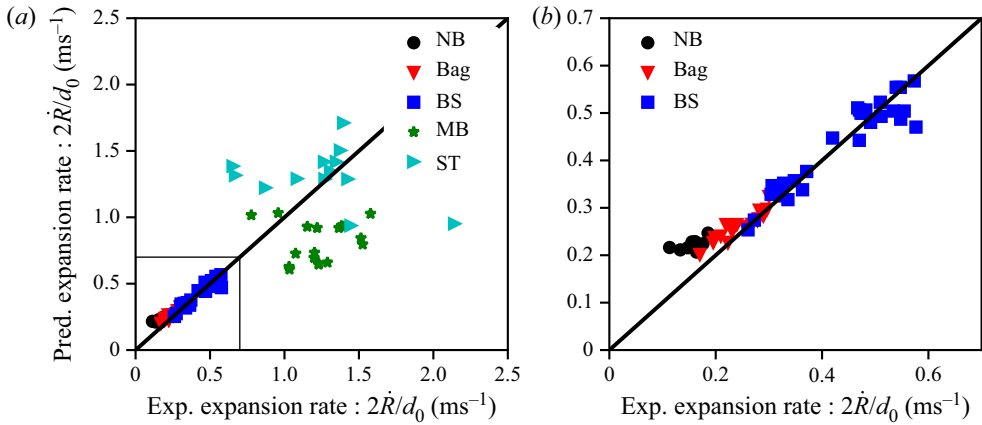 (a)
2.5
2.0
1.5
1.0
0.5
0
Pred. expansion rate : 2Ṙ/d₀ (ms⁻¹)
NB
Bag
BS
MB
ST
0.5 1.0 1.5 2.0 2.5
Exp. expansion rate : 2Ṙ/d₀ (ms⁻¹)
(b)
0.7
0.6
0.5
0.4
0.3
0.2
0.1
0
NB
Bag
BS
0.2 0.4 0.6
Exp. expansion rate : 2Ṙ/d₀ (ms⁻¹)